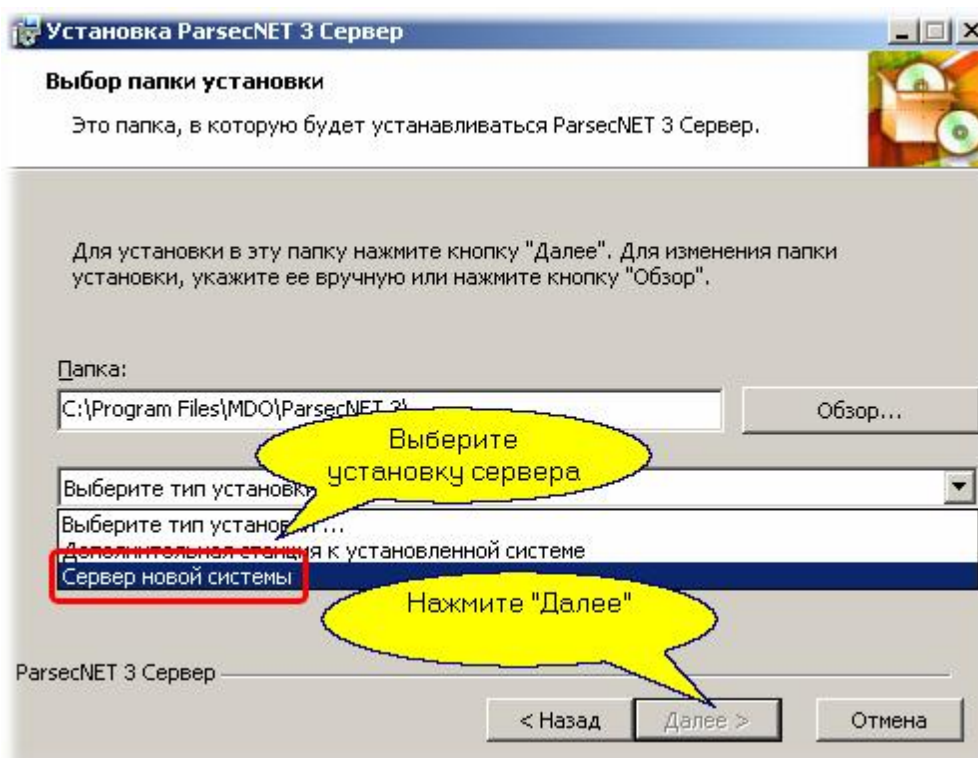 Установка ParsecNET 3 Сервер
Выбор папки установки
Это папка, в которую будет устанавливаться ParsecNET 3 Сервер.
Для установки в эту папку нажмите кнопку "Далее". Для изменения папки
установки, укажите ее вручную или нажмите кнопку "Обзор".
Папка:
C:\Program Files\MDO\ParsecNET 3\
Обзор...
Выберите
установку сервера
Выберите тип установки
Выберите тип установки ...
Дополнительная станция к установленной системе
Сервер новой системы
Нажмите "Далее"
ParsecNET 3 Сервер
< Назад
Далее >
Отмена